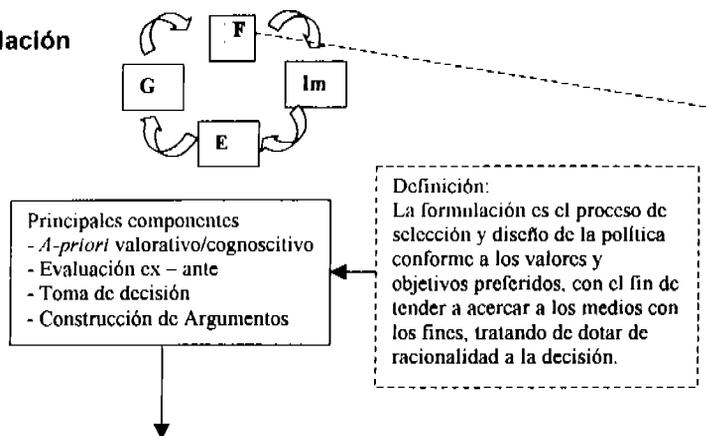 lación
F
G
Im
E
Principales componentes
- A-priori valorativo/cognoscitivo
- Evaluación ex – ante
- Toma de decisión
- Construcción de Argumentos
Definición:
La formulación es el proceso de
selección y diseño de la política
conforme a los valores y
objetivos preferidos, con el fin de
tender a acercar a los medios con
los fines, tratando de dotar de
racionalidad a la decisión.